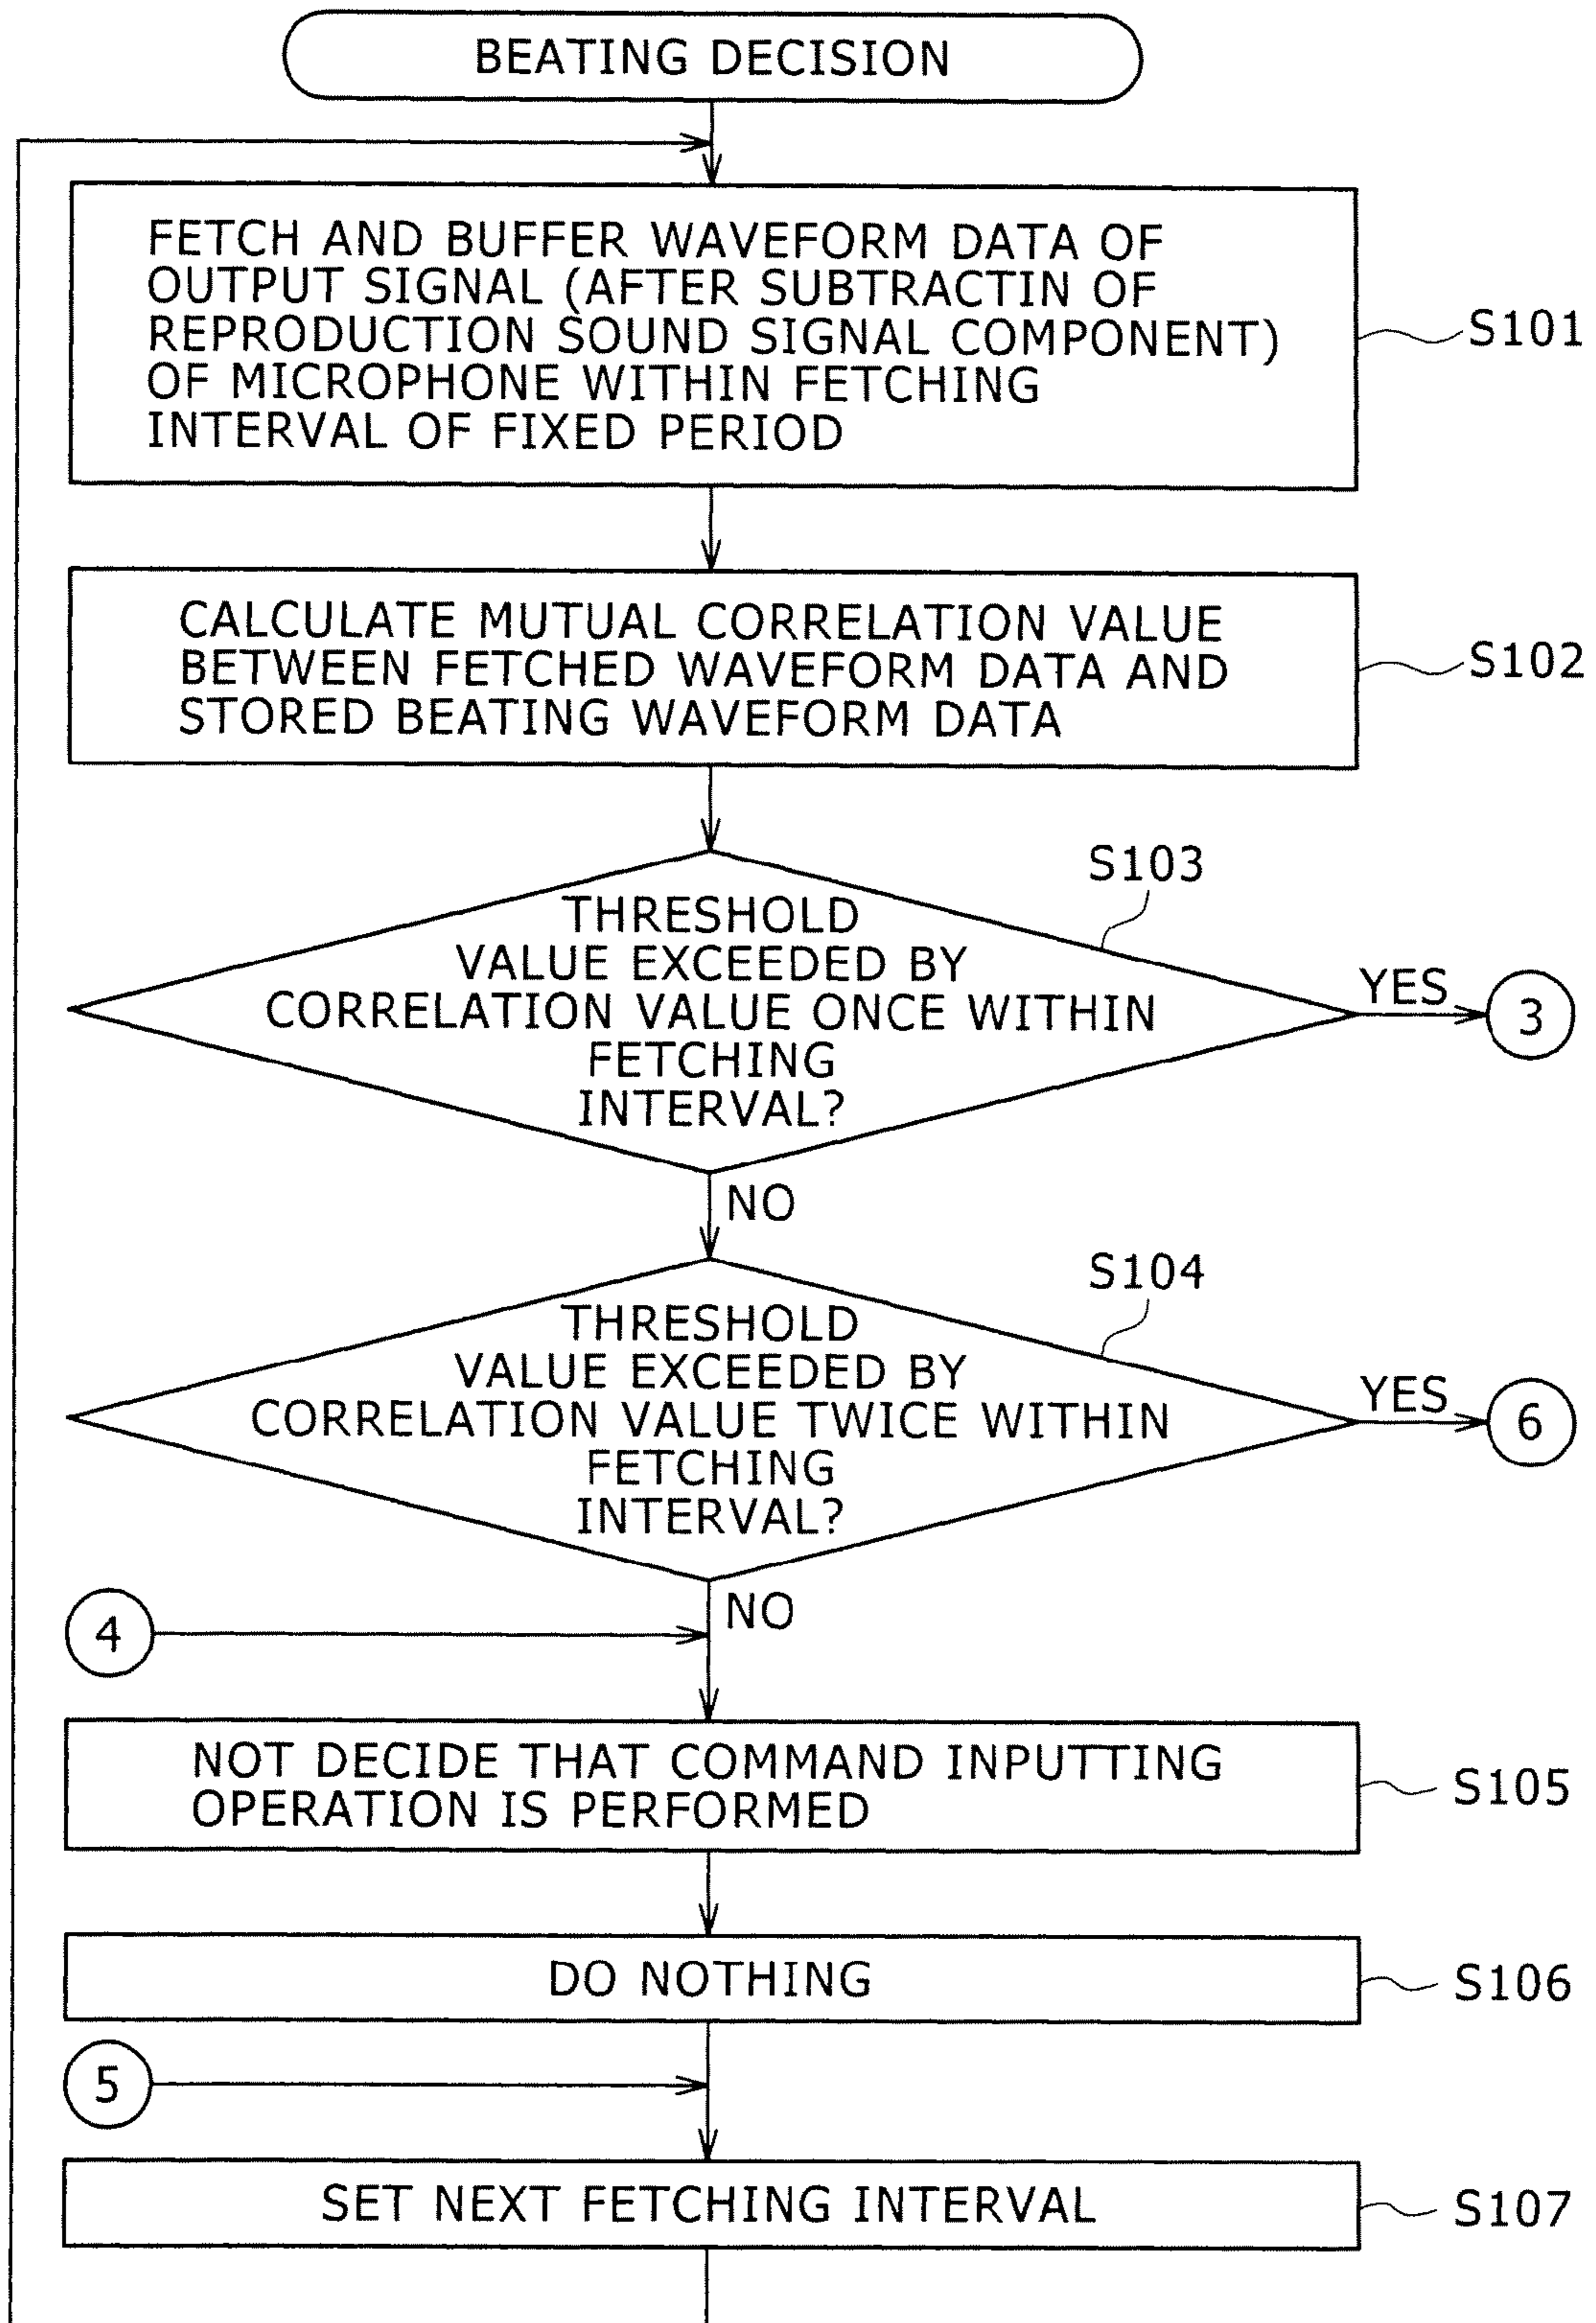 BEATING DECISION
FETCH AND BUFFER WAVEFORM DATA OF
OUTPUT SIGNAL (AFTER SUBTRACTIN OF
REPRODUCTION SOUND SIGNAL COMPONENT)
OF MICROPHONE WITHIN FETCHING
INTERVAL OF FIXED PERIOD
S101
CALCULATE MUTUAL CORRELATION VALUE
BETWEEN FETCHED WAVEFORM DATA AND
STORED BEATING WAVEFORM DATA
S102
S103
THRESHOLD
VALUE EXCEEDED BY
CORRELATION VALUE ONCE WITHIN
FETCHING
INTERVAL?
YES
3
NO
S104
THRESHOLD
VALUE EXCEEDED BY
CORRELATION VALUE TWICE WITHIN
FETCHING
INTERVAL?
YES
6
NO
4
NOT DECIDE THAT COMMAND INPUTTING
OPERATION IS PERFORMED
S105
DO NOTHING
S106
5
SET NEXT FETCHING INTERVAL
S107